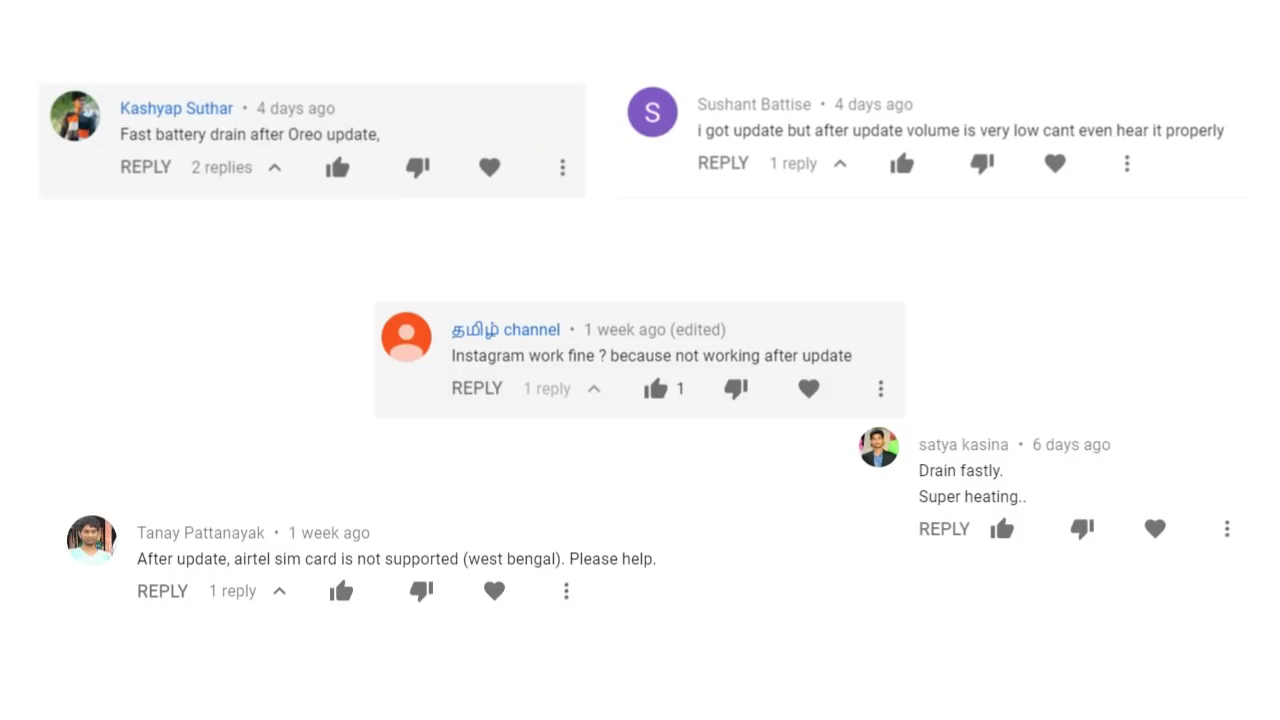 Kashyap Suthar • 4 days ago
Fast battery drain after Oreo update,
REPLY 2 replies
S
Sushant Battise • 4 days ago
i got update but after update volume is very low cant even hear it properly
REPLY 1 reply
தமிழ் channel • 1 week ago (edited)
Instagram work fine ? because not working after update
REPLY 1 reply 1
satya kasina • 6 days ago
Drain fastly.
Super heating..
REPLY
Tanay Pattanayak • 1 week ago
After update, airtel sim card is not supported (west bengal). Please help.
REPLY 1 reply